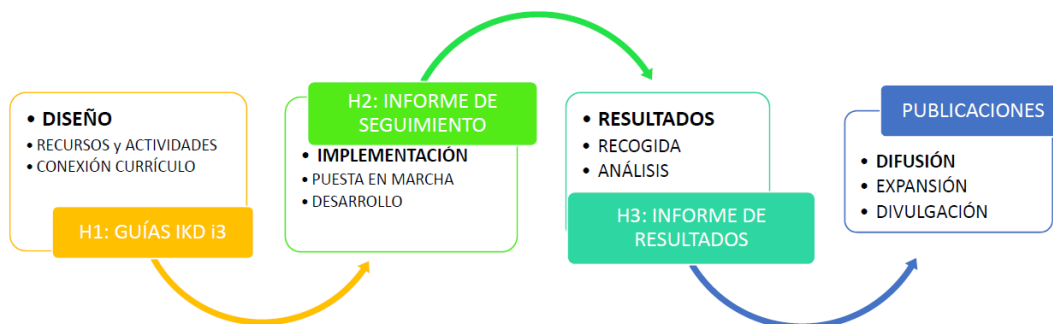 • DISEÑO
• RECURSOS y ACTIVIDADES
• CONEXIÓN CURRÍCULO
H1: GUÍAS IKD i3
H2: INFORME DE
SEGUIMIENTO
• IMPLEMENTACIÓN
• PUESTA EN MARCHA
• DESARROLLO
• RESULTADOS
• RECOGIDA
• ANÁLISIS
H3: INFORME DE
RESULTADOS
PUBLICACIONES
• DIFUSIÓN
• EXPANSIÓN
• DIVULGACIÓN